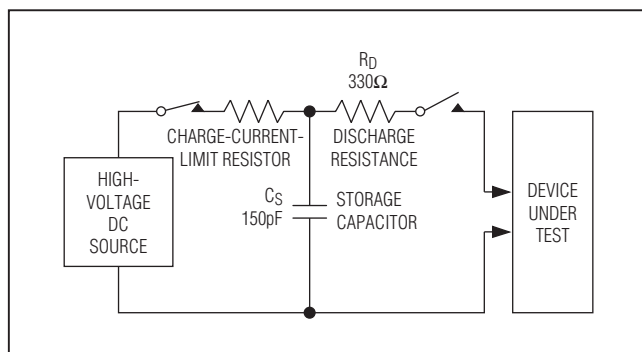 R_D
330Ω
CHARGE-CURRENT-
LIMIT RESISTOR
DISCHARGE
RESISTANCE
HIGH-
VOLTAGE
DC
SOURCE
C_S
150pF
STORAGE
CAPACITOR
DEVICE
UNDER
TEST